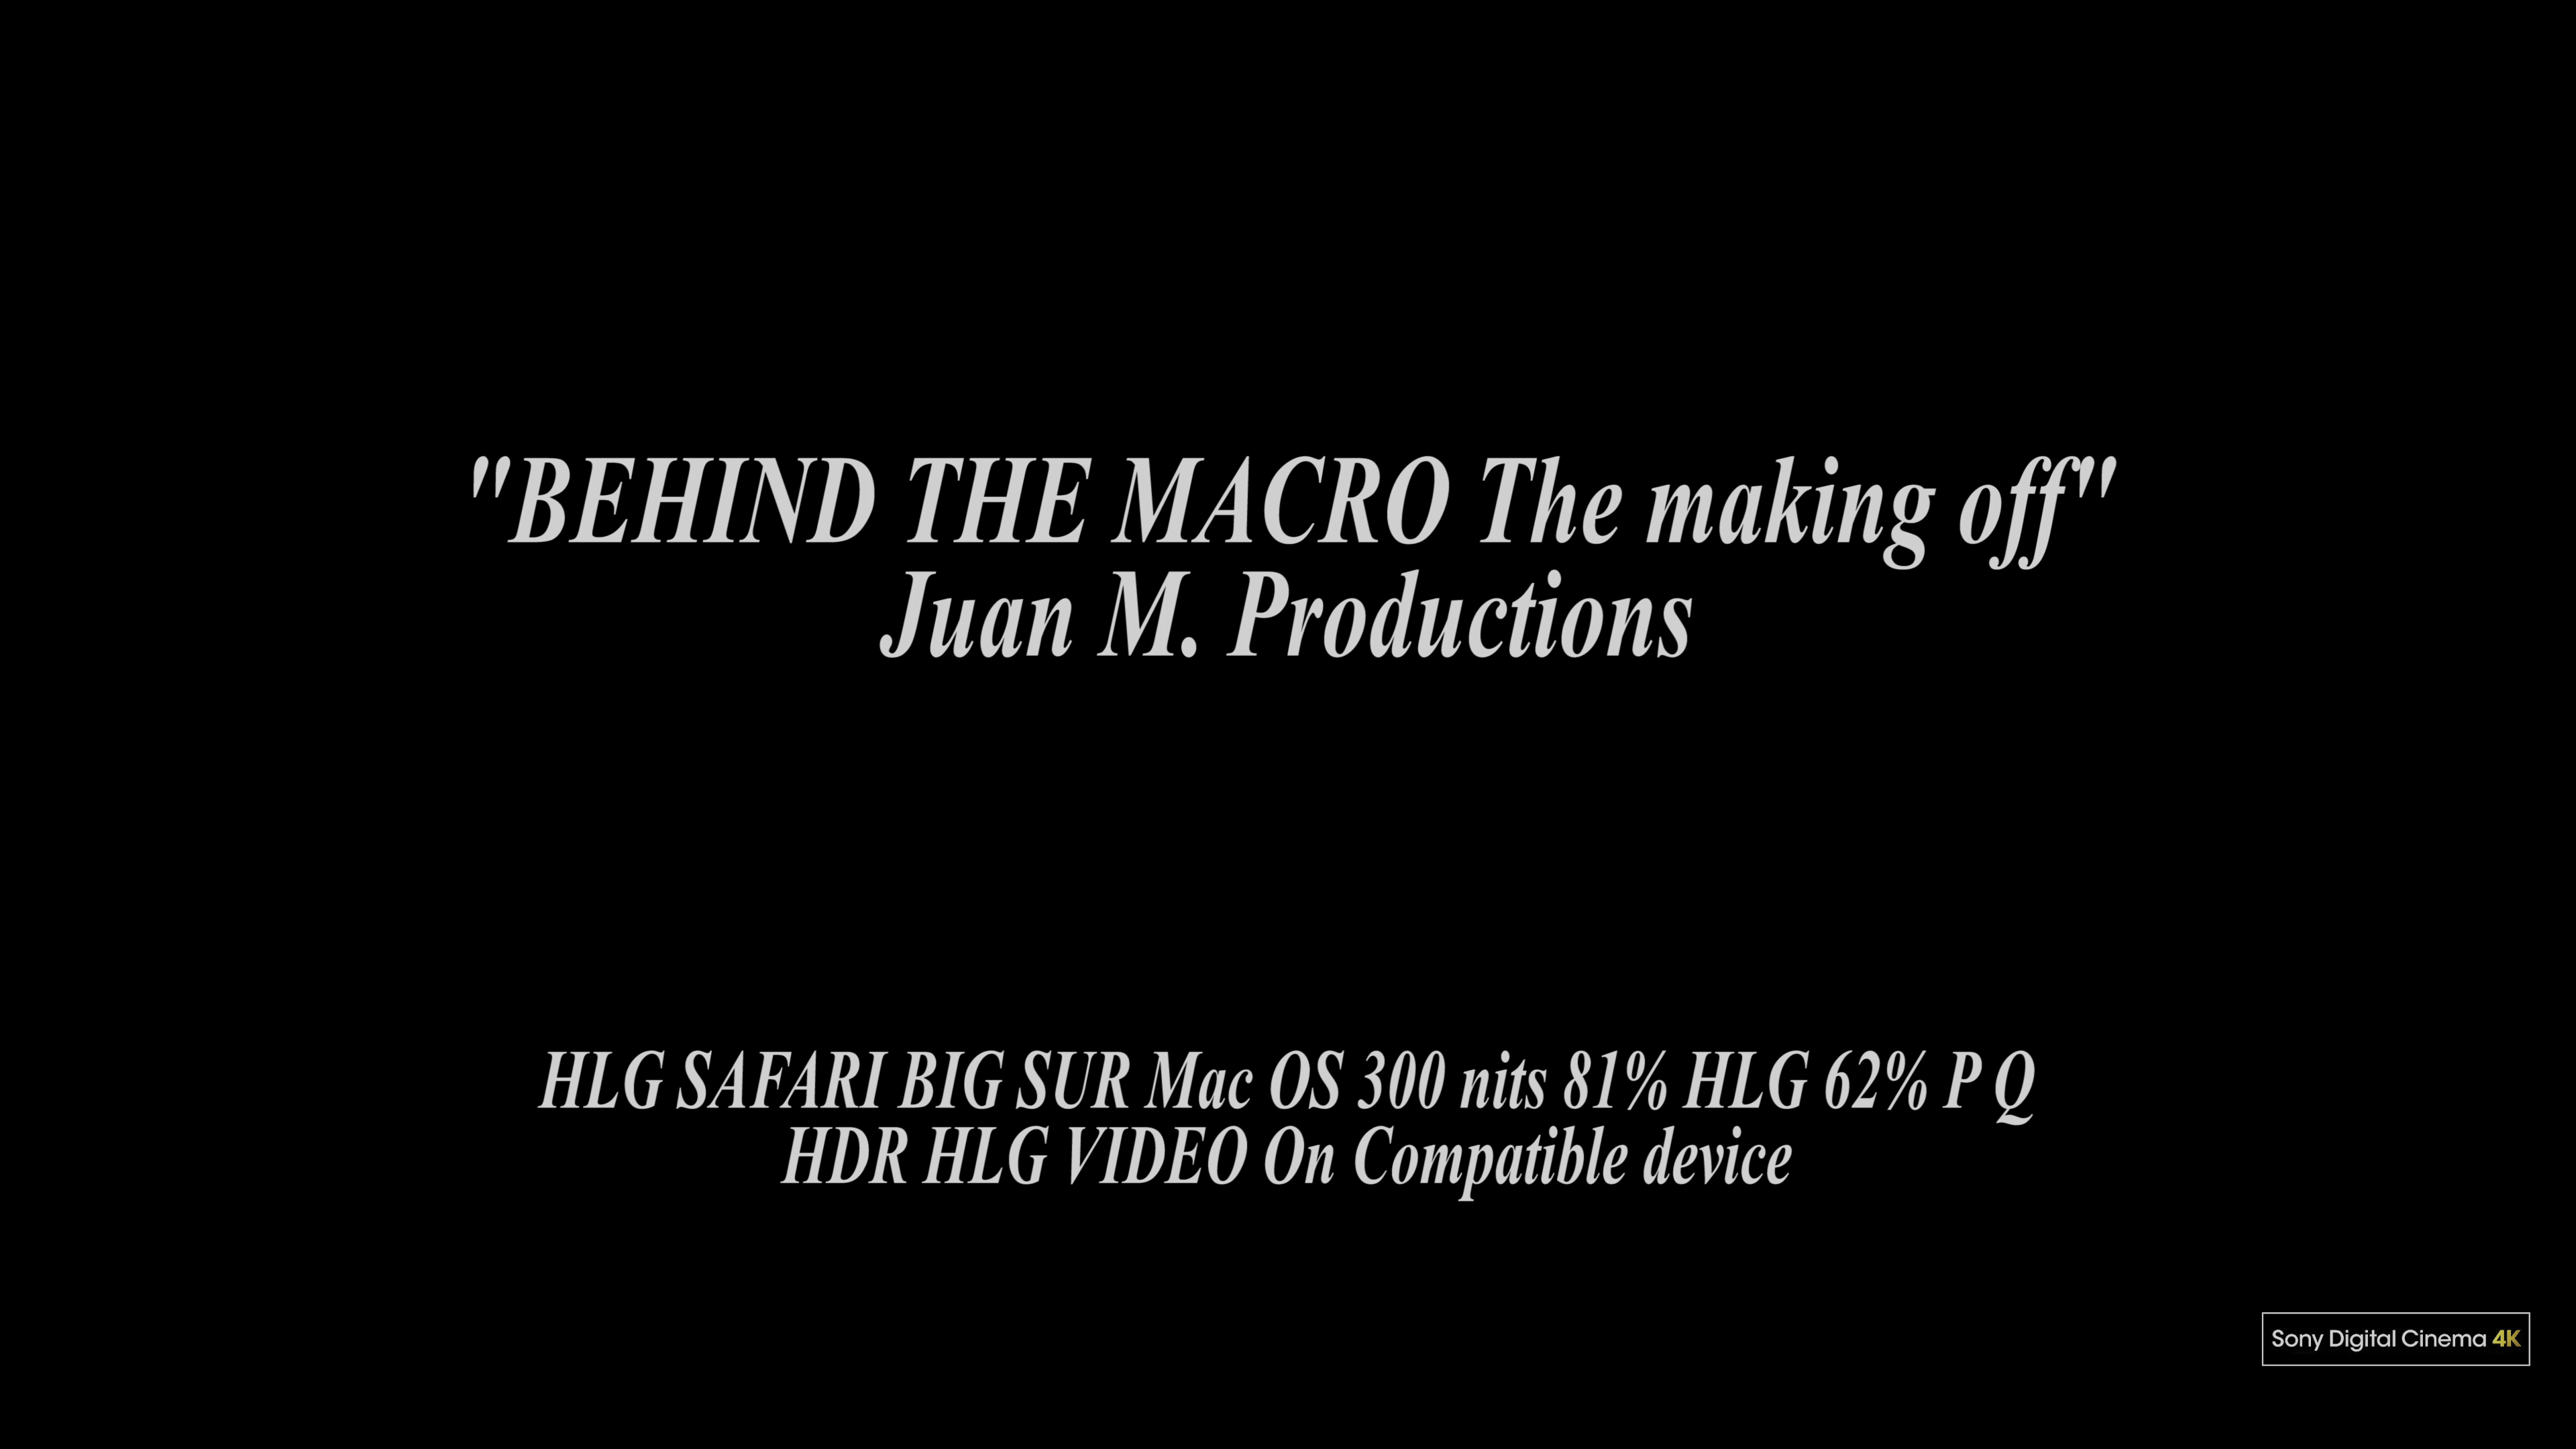 "BEHIND THE MACRO The making off"
Juan M. Productions
HLG SAFARI BIG SUR Mac OS 300 nits 81% HLG 62% P Q
HDR HLG VIDEO On Compatible device
Sony Digital Cinema 4K